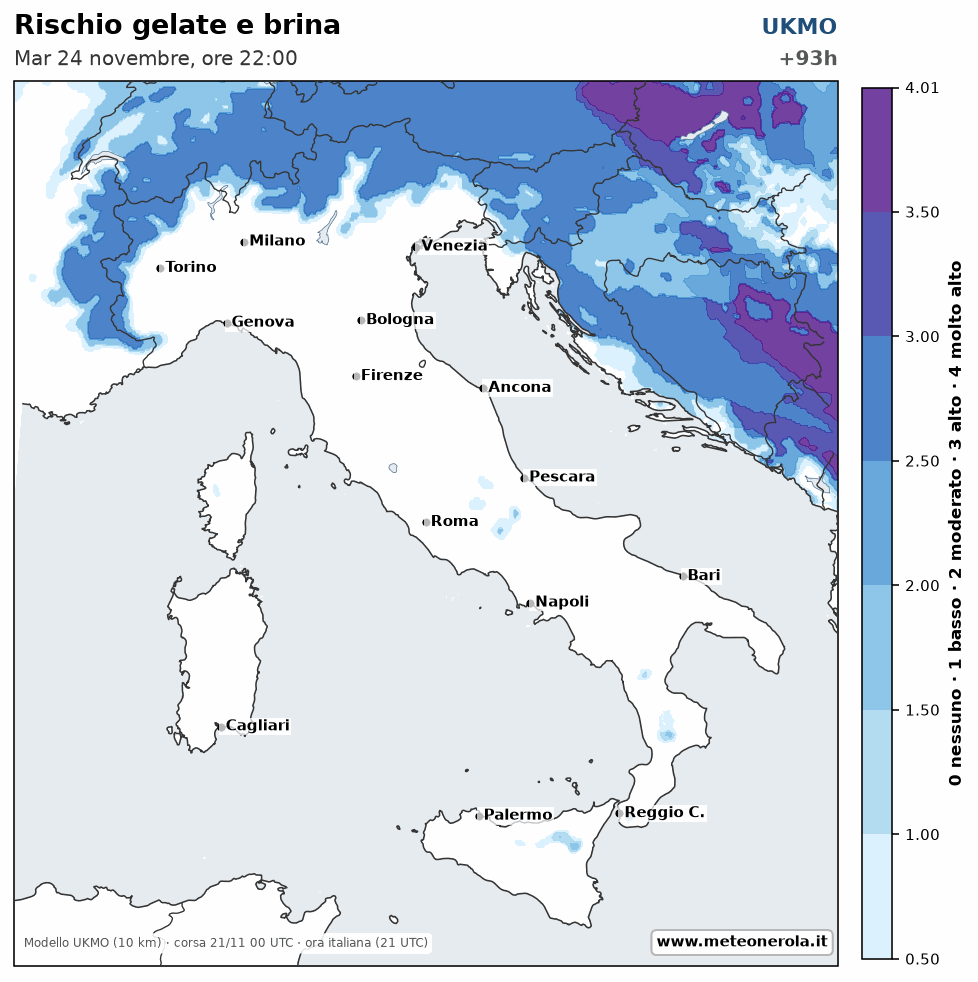 Rischio gelate e brina
UKMO
Mar 24 novembre, ore 22:00
+93h
4.01
3.50
3.00
2.50
2.00
1.50
1.00
0.50
0 nessuno · 1 basso · 2 moderato · 3 alto · 4 molto alto
Milano
Venezia
Torino
Genova
Bologna
Firenze
Ancona
Pescara
Roma
Bari
Napoli
Cagliari
Palermo
Reggio C.
Modello UKMO (10 km) · corsa 21/11 00 UTC · ora italiana (21 UTC)
www.meteonerola.it